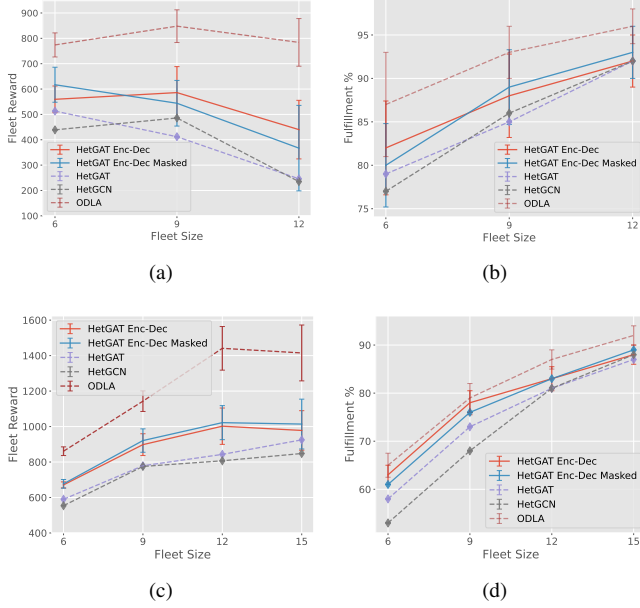 900
800
700
600
500
400
300
200
100
Fleet Reward
HetGAT Enc-Dec
HetGAT Enc-Dec Masked
HetGAT
HetGCN
ODLA
6 9 12
Fleet Size
(a)
95
90
85
80
75
Fulfillment %
HetGAT Enc-Dec
HetGAT Enc-Dec Masked
HetGAT
HetGCN
ODLA
6 9 12
Fleet Size
(b)
1600
1400
1200
1000
800
600
400
Fleet Reward
HetGAT Enc-Dec
HetGAT Enc-Dec Masked
HetGAT
HetGCN
ODLA
6 9 12 15
Fleet Size
(c)
90
80
70
60
Fulfillment %
HetGAT Enc-Dec
HetGAT Enc-Dec Masked
HetGAT
HetGCN
ODLA
6 9 12 15
Fleet Size
(d)